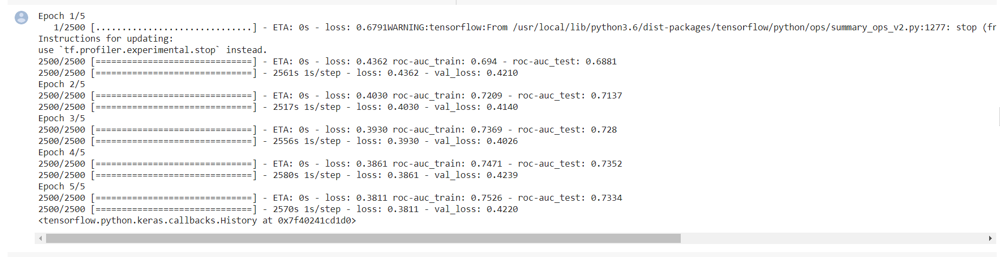 Epoch 1/5
1/2500 [..............................] - ETA: 0s - loss: 0.6791WARNING:tensorflow:From /usr/local/lib/python3.6/dist-packages/tensorflow/python/ops/summary_ops_v2.py:1277: stop (fr
Instructions for updating:
use `tf.profiler.experimental.stop` instead.
2500/2500 [==============================] - ETA: 0s - loss: 0.4362 roc-auc_train: 0.694 - roc-auc_test: 0.6881
2500/2500 [==============================] - 2561s 1s/step - loss: 0.4362 - val_loss: 0.4210
Epoch 2/5
2500/2500 [==============================] - ETA: 0s - loss: 0.4030 roc-auc_train: 0.7209 - roc-auc_test: 0.7137
2500/2500 [==============================] - 2517s 1s/step - loss: 0.4030 - val_loss: 0.4140
Epoch 3/5
2500/2500 [==============================] - ETA: 0s - loss: 0.3930 roc-auc_train: 0.7369 - roc-auc_test: 0.728
2500/2500 [==============================] - 2556s 1s/step - loss: 0.3930 - val_loss: 0.4026
Epoch 4/5
2500/2500 [==============================] - ETA: 0s - loss: 0.3861 roc-auc_train: 0.7471 - roc-auc_test: 0.7352
2500/2500 [==============================] - 2580s 1s/step - loss: 0.3861 - val_loss: 0.4239
Epoch 5/5
2500/2500 [==============================] - ETA: 0s - loss: 0.3811 roc-auc_train: 0.7526 - roc-auc_test: 0.7334
2500/2500 [==============================] - 2570s 1s/step - loss: 0.3811 - val_loss: 0.4220
<tensorflow.python.keras.callbacks.History at 0x7f40241cd1d0>